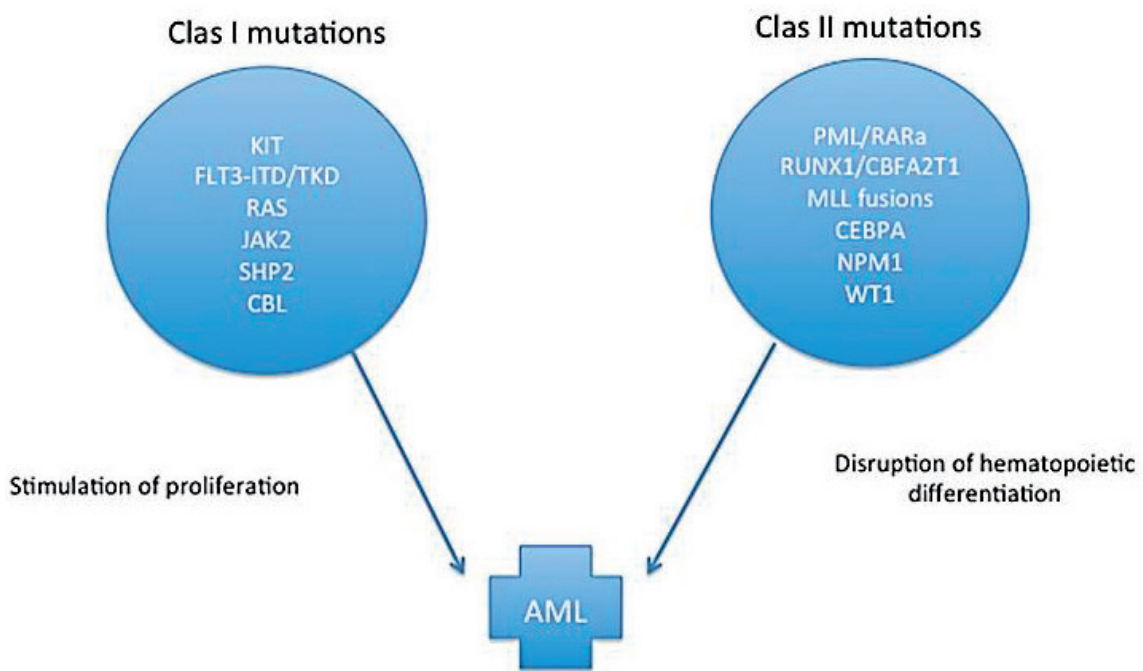 Clas I mutations
Clas II mutations
KIT
FLT3-ITD/TKD
RAS
JAK2
SHP2
CBL
PML/RARa
RUNX1/CBFA2T1
MLL fusions
CEBPA
NPM1
WT1
Stimulation of proliferation
Disruption of hematopoietic
differentiation
AML